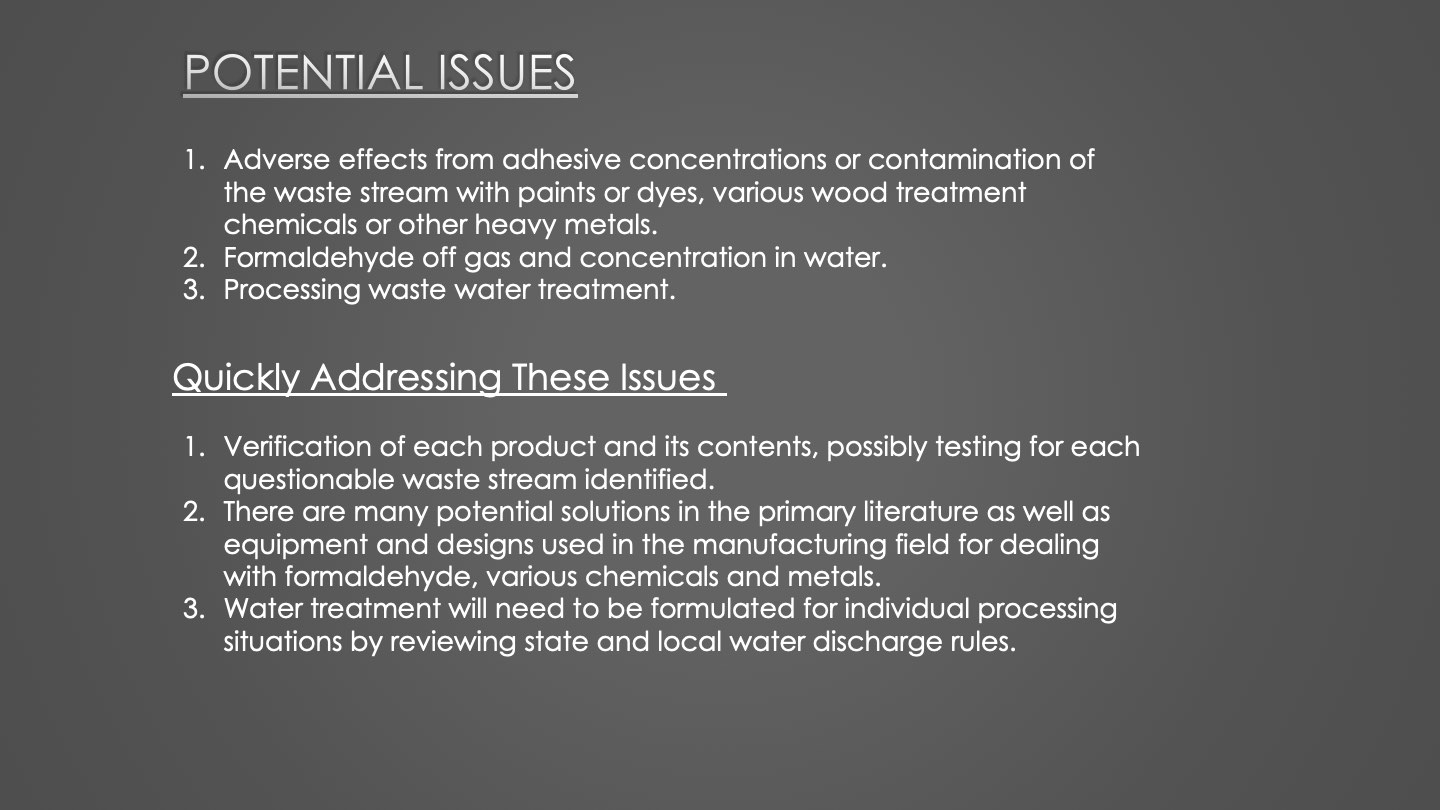 POTENTIAL ISSUES
1. Adverse effects from adhesive concentrations or contamination of
the waste stream with paints or dyes, various wood treatment
chemicals or other heavy metals.
2. Formaldehyde off gas and concentration in water.
3. Processing waste water treatment.
Quickly Addressing These Issues
1. Verification of each product and its contents, possibly testing for each
questionable waste stream identified.
2. There are many potential solutions in the primary literature as well as
equipment and designs used in the manufacturing field for dealing
with formaldehyde, various chemicals and metals.
3. Water treatment will need to be formulated for individual processing
situations by reviewing state and local water discharge rules.